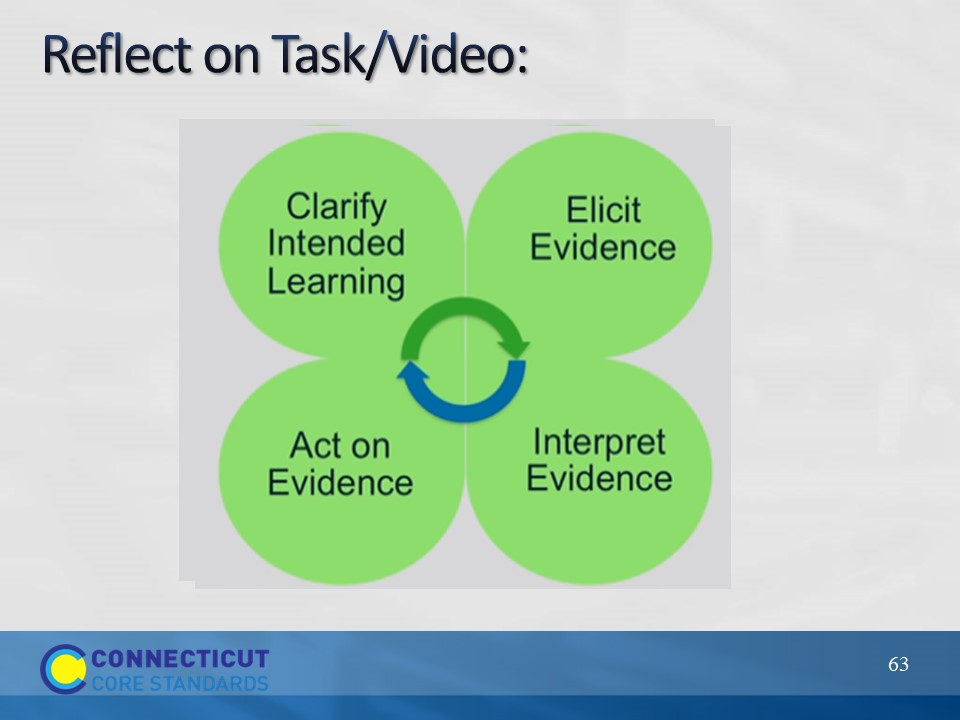 Reflect on Task/Video:
Clarify
Intended
Learning
Elicit
Evidence
Act on
Evidence
Interpret
Evidence
CONNECTICUT
CORE STANDARDS
63